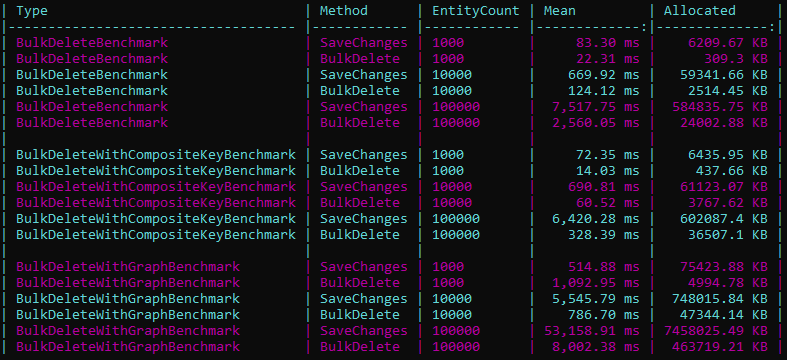 | Type | Method | EntityCount | Mean | Allocated |
|----------------------------------- |------------ |------------ |-------------:|--------------:|
| BulkDeleteBenchmark | SaveChanges | 1000 | 83.30 ms | 6209.67 KB |
| BulkDeleteBenchmark | BulkDelete | 1000 | 22.31 ms | 309.3 KB |
| BulkDeleteBenchmark | SaveChanges | 10000 | 669.92 ms | 59341.66 KB |
| BulkDeleteBenchmark | BulkDelete | 10000 | 124.12 ms | 2514.45 KB |
| BulkDeleteBenchmark | SaveChanges | 100000 | 7,517.75 ms | 584835.75 KB |
| BulkDeleteBenchmark | BulkDelete | 100000 | 2,560.05 ms | 24002.88 KB |
| | | | | |
| BulkDeleteWithCompositeKeyBenchmark | SaveChanges | 1000 | 72.35 ms | 6435.95 KB |
| BulkDeleteWithCompositeKeyBenchmark | BulkDelete | 1000 | 14.03 ms | 437.66 KB |
| BulkDeleteWithCompositeKeyBenchmark | SaveChanges | 10000 | 690.81 ms | 61123.07 KB |
| BulkDeleteWithCompositeKeyBenchmark | BulkDelete | 10000 | 60.52 ms | 3767.62 KB |
| BulkDeleteWithCompositeKeyBenchmark | SaveChanges | 100000 | 6,420.28 ms | 602087.4 KB |
| BulkDeleteWithCompositeKeyBenchmark | BulkDelete | 100000 | 328.39 ms | 36507.1 KB |
| | | | | |
| BulkDeleteWithGraphBenchmark | SaveChanges | 1000 | 514.88 ms | 75423.88 KB |
| BulkDeleteWithGraphBenchmark | BulkDelete | 1000 | 1,092.95 ms | 4994.78 KB |
| BulkDeleteWithGraphBenchmark | SaveChanges | 10000 | 5,545.79 ms | 748015.84 KB |
| BulkDeleteWithGraphBenchmark | BulkDelete | 10000 | 786.70 ms | 47344.14 KB |
| BulkDeleteWithGraphBenchmark | SaveChanges | 100000 | 53,158.91 ms | 7458025.49 KB |
| BulkDeleteWithGraphBenchmark | BulkDelete | 100000 | 8,002.38 ms | 463719.21 KB |